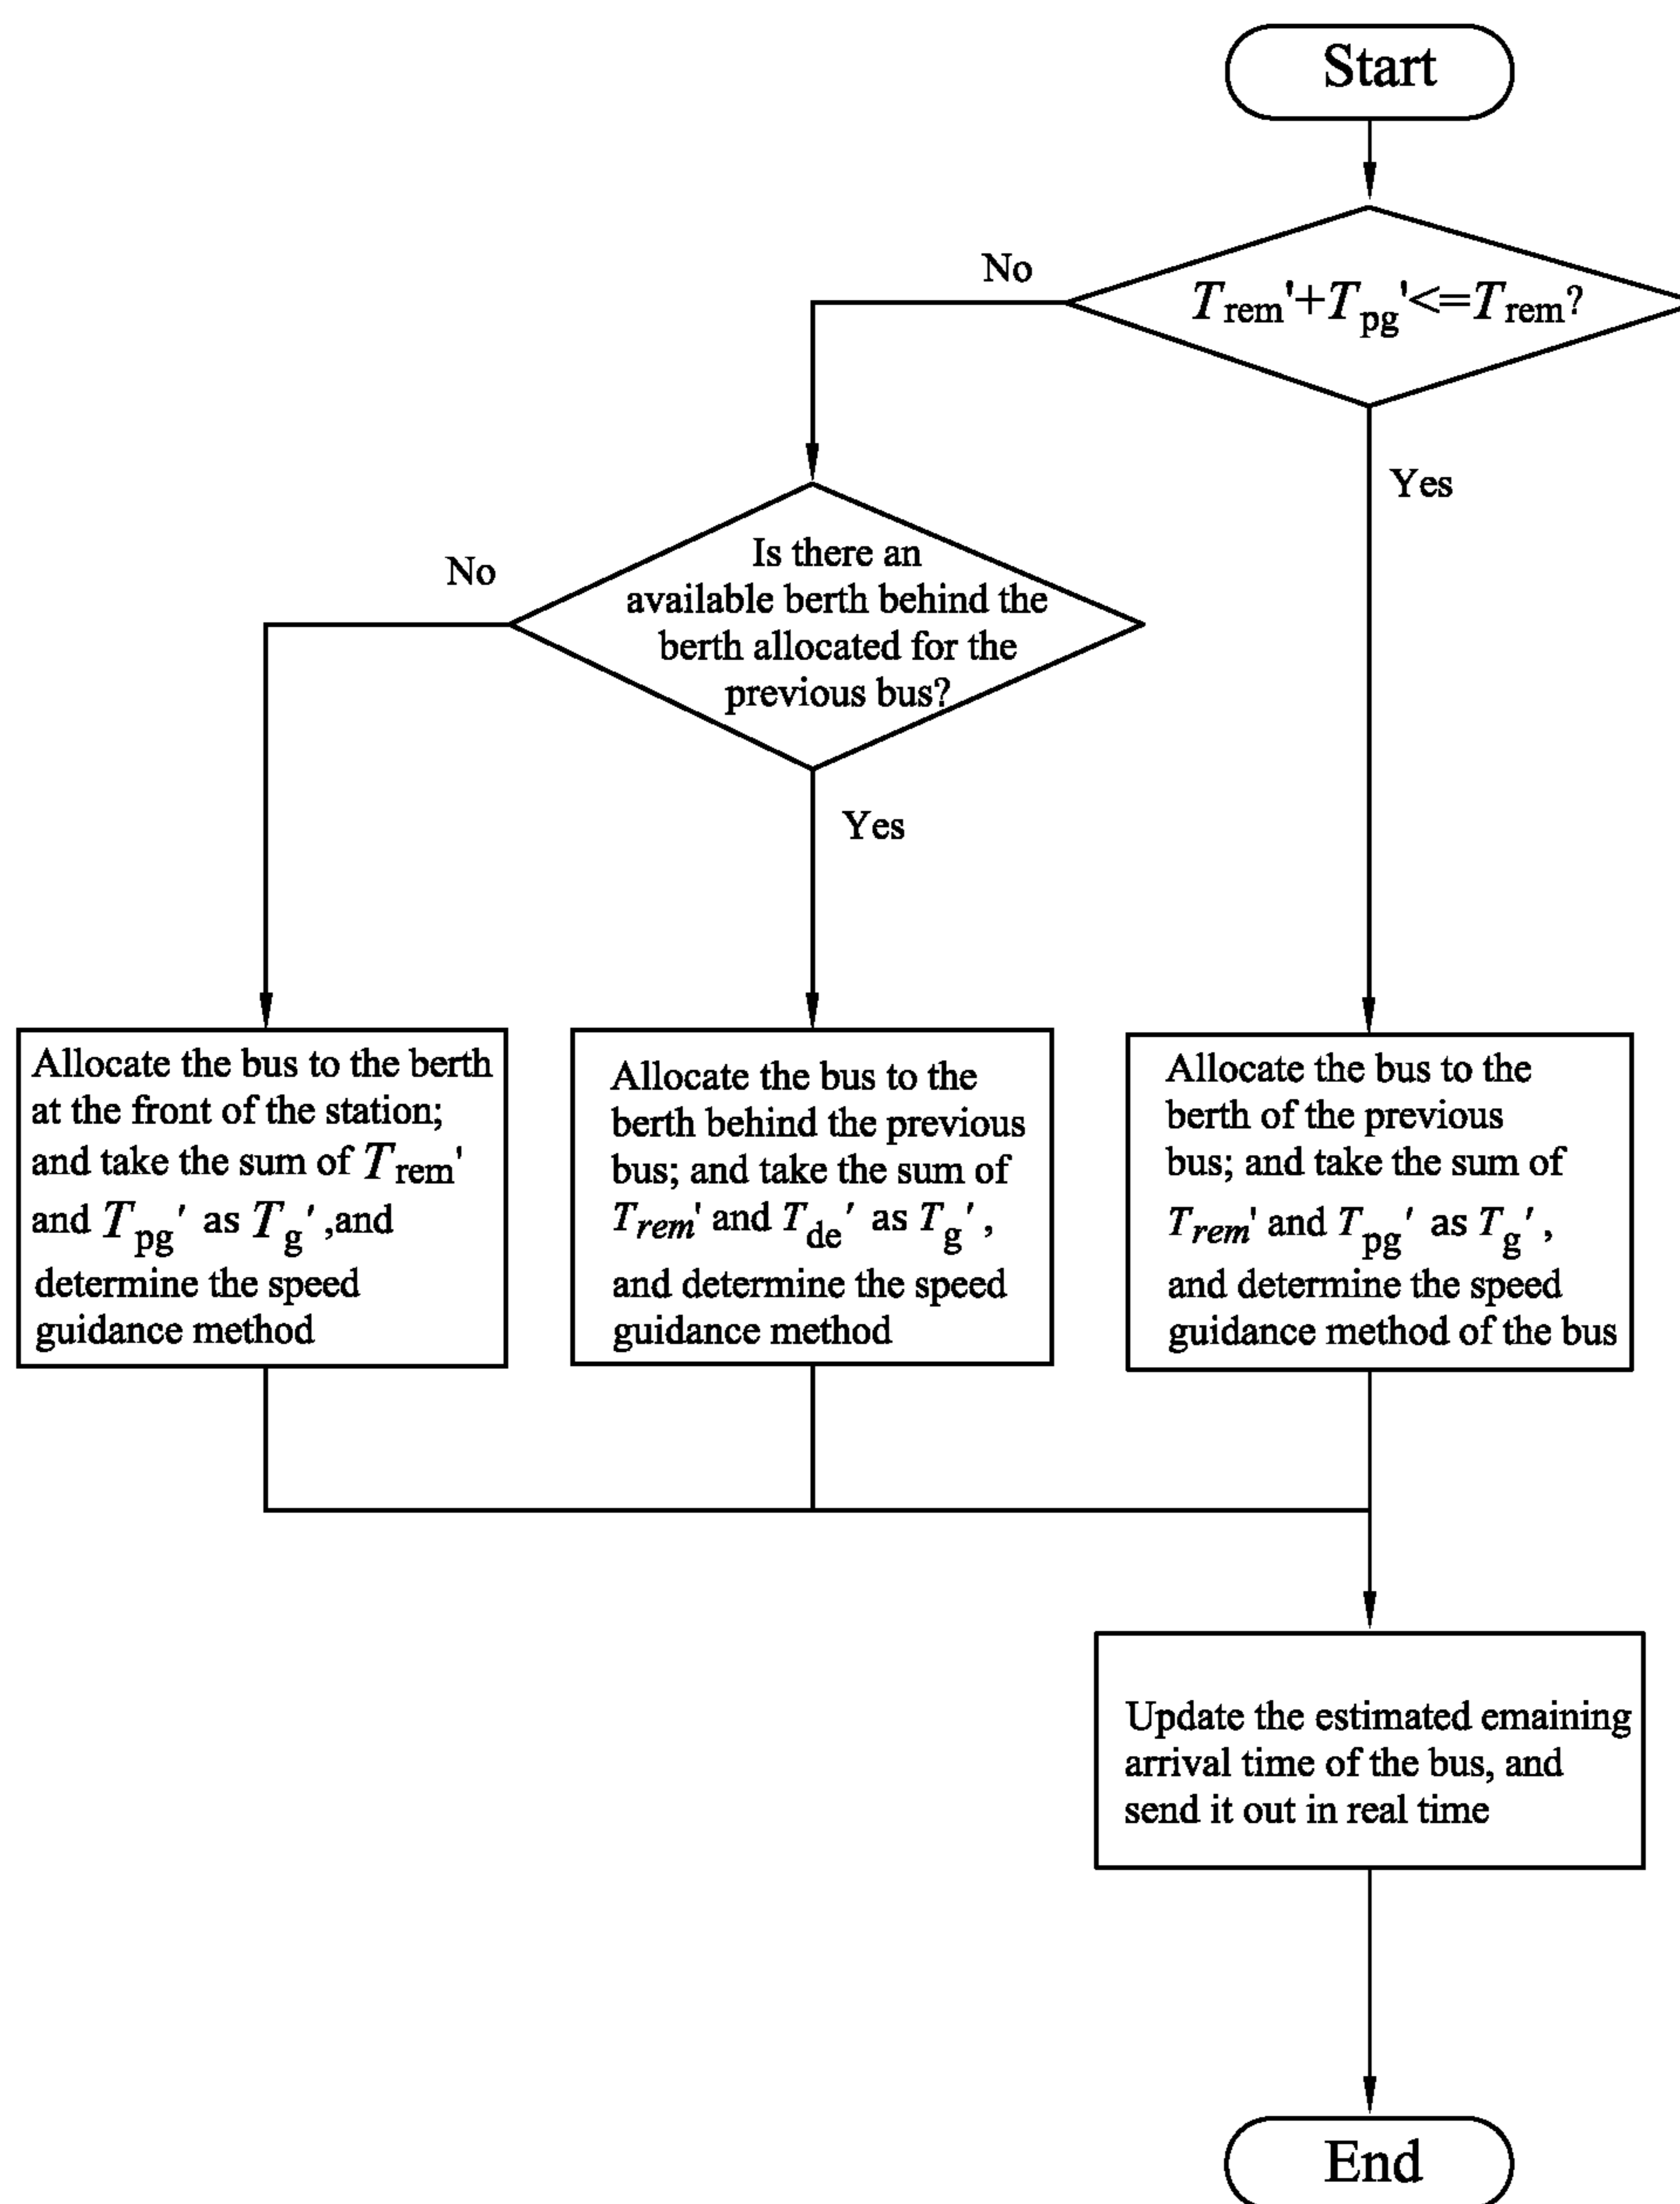 Start
No
T_rem'+T_pg'<=T_rem?
Yes
No
Is there an
available berth behind the
berth allocated for the
previous bus?
Yes
Allocate the bus to the berth
at the front of the station;
and take the sum of T_rem'
and T_pg' as T_g',and
determine the speed
guidance method
Allocate the bus to the
berth behind the previous
bus; and take the sum of
T_rem' and T_de' as T_g',
and determine the speed
guidance method
Allocate the bus to the
berth of the previous
bus; and take the sum of
T_rem' and T_pg' as T_g',
and determine the speed
guidance method of the bus
Update the estimated emaining
arrival time of the bus, and
send it out in real time
End